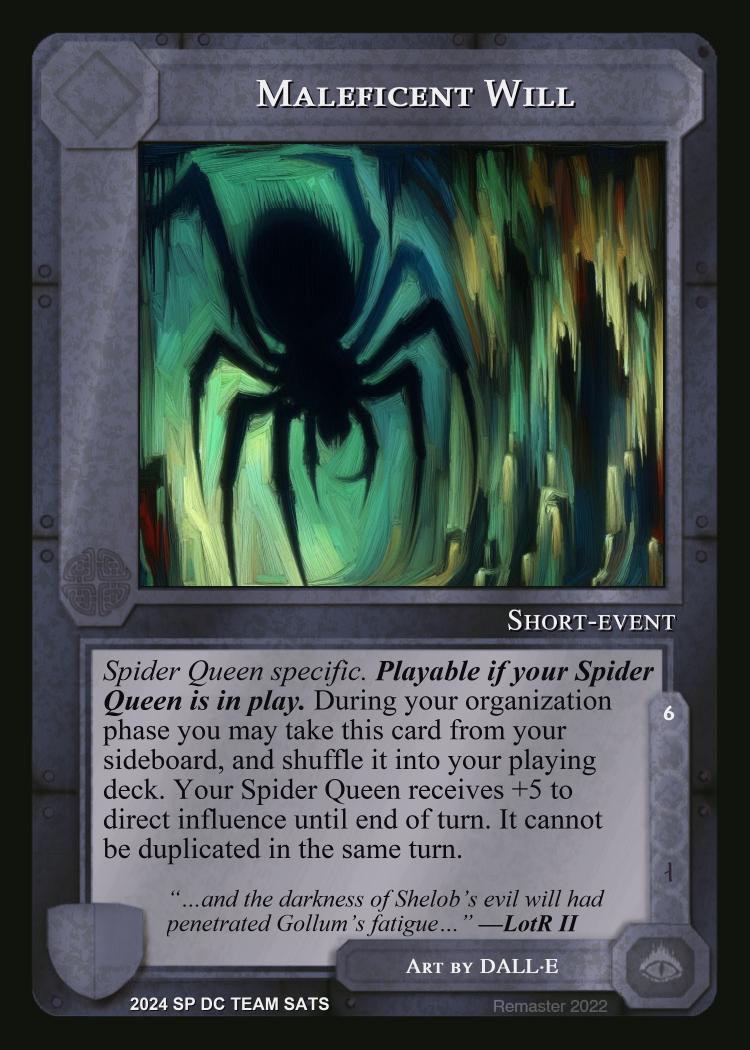 Maleficent Will
Short-event
Spider Queen specific. Playable if your Spider
Queen is in play. During your organization
phase you may take this card from your
sideboard, and shuffle it into your playing
deck. Your Spider Queen receives +5 to
direct influence until end of turn. It cannot
be duplicated in the same turn.
6
“…and the darkness of Shelob’s evil will had
penetrated Gollum’s fatigue…” —LotR II
Art by DALL·E
2024 SP DC TEAM SATS
Remaster 2022